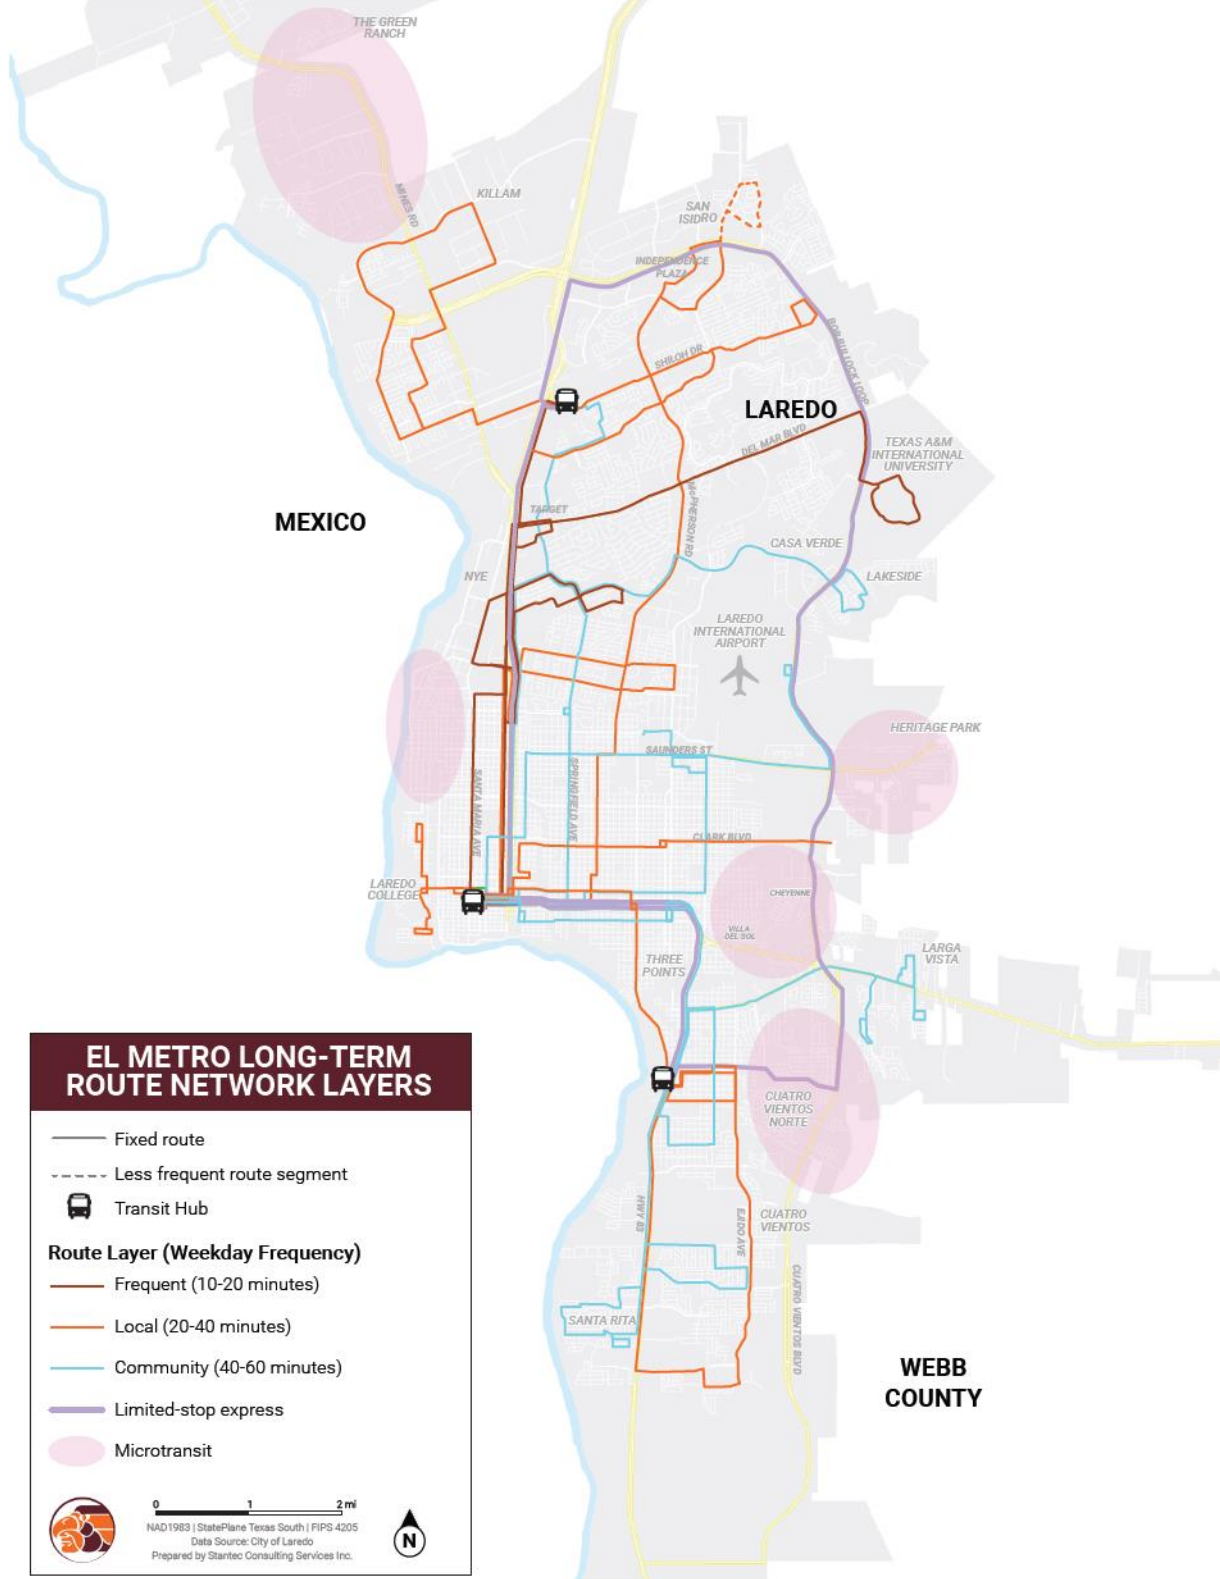 THE GREEN
RANCH
KILLAM
MINES RD
SAN
ISIDRO
INDEPENDENCE
PLAZA
BOB BULLOCK LOOP
SHILOH DR
LAREDO
DEL MAR BLVD
TEXAS A&M
INTERNATIONAL
UNIVERSITY
MEXICO
TARGET
McPHERSON RD
CASA VERDE
NYE
LAKESIDE
LAREDO
INTERNATIONAL
AIRPORT
HERITAGE PARK
SAUNDERS ST
SANTA MARIA AVE
SPRINGFIELD AVE
CLARK BLVD
LAREDO
COLLEGE
CHEYENNE
VILLA
DEL SOL
THREE
POINTS
LARGA
VISTA
CUATRO
VIENTOS
NORTE
HWY 83
EJIDO AVE
CUATRO
VIENTOS
CUATRO VIENTOS BLVD
SANTA RITA
WEBB
COUNTY
EL METRO LONG-TERM
ROUTE NETWORK LAYERS
Fixed route
Less frequent route segment
Transit Hub
Route Layer (Weekday Frequency)
Frequent (10-20 minutes)
Local (20-40 minutes)
Community (40-60 minutes)
Limited-stop express
Microtransit
0 1 2 mi
NAD1983 | StatePlane Texas South | FIPS 4205
Data Source: City of Laredo
Prepared by Stantec Consulting Services Inc.
N